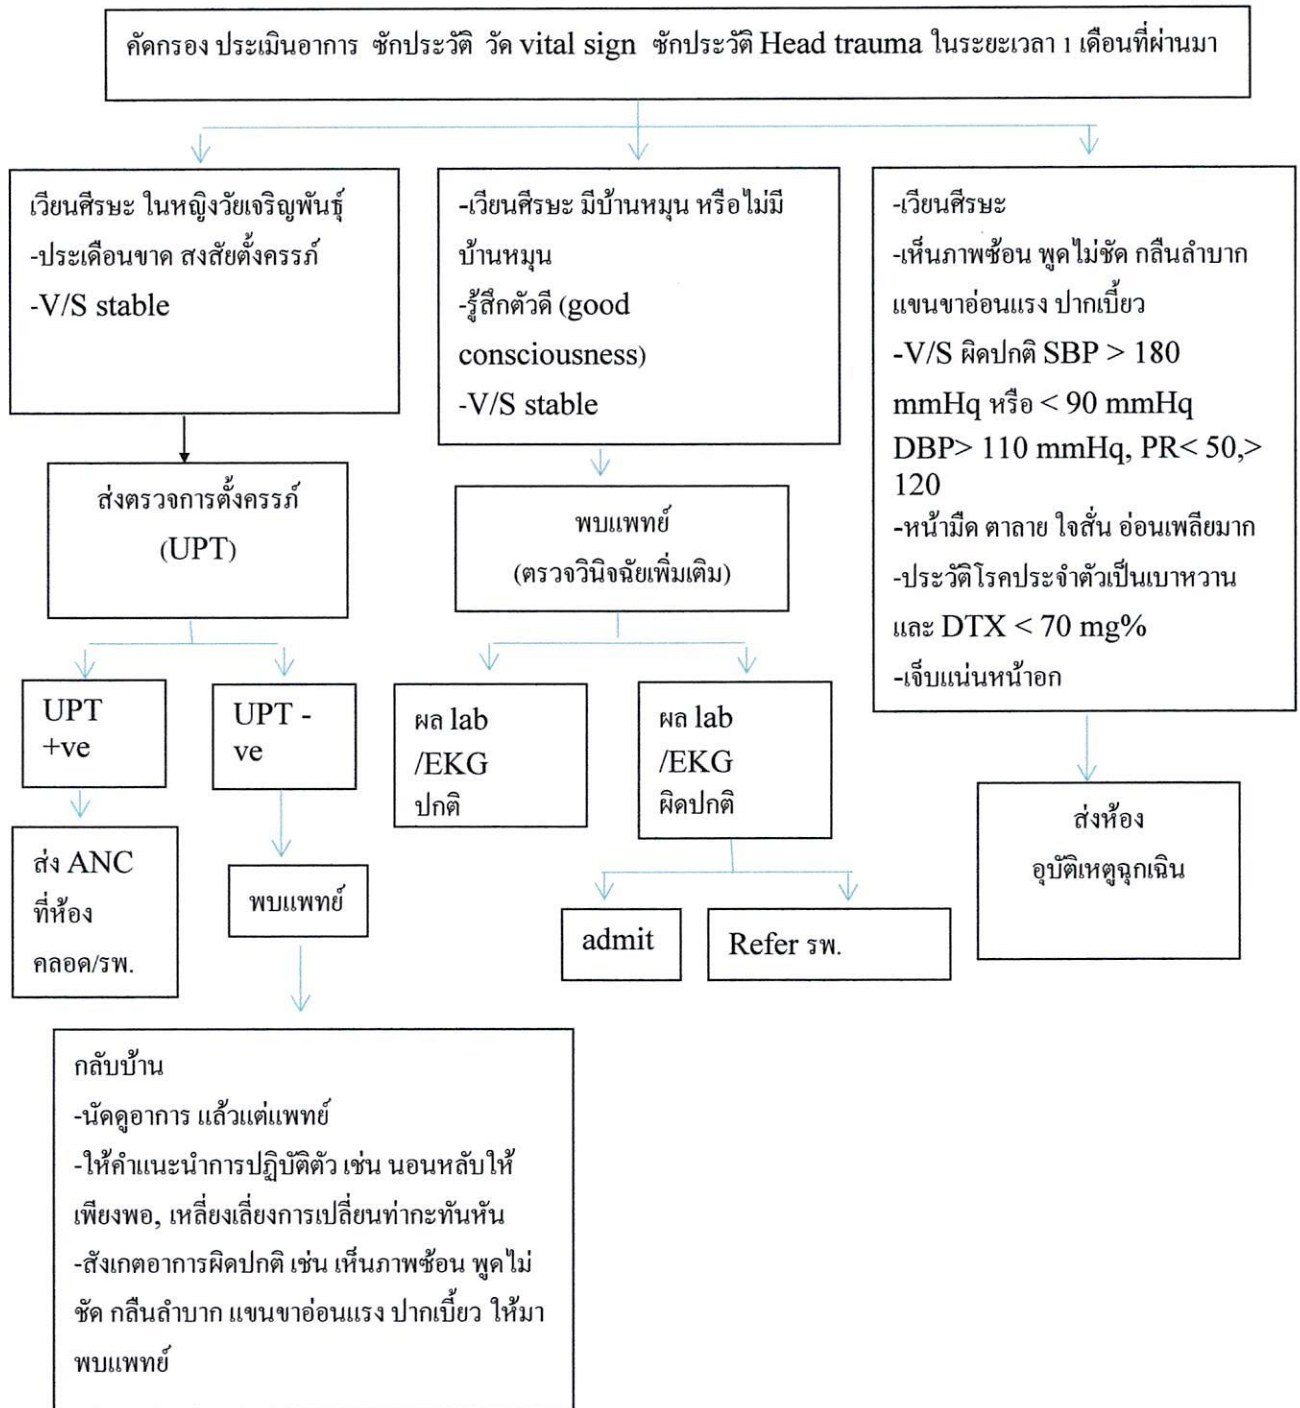 คัดกรอง ประเมินอาการ ซักประวัติ วัด vital sign ซักประวัติ Head trauma ในระยะเวลา 1 เดือนที่ผ่านมา
เวียนศีรษะ ในหญิงวัยเจริญพันธุ์
-ประเดือนขาด สงสัยตั้งครรภ์
-V/S stable
ส่งตรวจการตั้งครรภ์
(UPT)
UPT
+ve
ส่ง ANC
ที่ห้อง
คลอด/รพ.
UPT -
ve
พบแพทย์
กลับบ้าน
-นัดดูอาการ แล้วแต่แพทย์
-ให้คำแนะนำการปฏิบัติตัว เช่น นอนหลับให้
เพียงพอ, เหลี่ยงเลี่ยงการเปลี่ยนท่ากะทันหัน
-สังเกตอาการผิดปกติ เช่น เห็นภาพซ้อน พูดไม่
ชัด กลืนลำบาก แขนขาอ่อนแรง ปากเบี้ยว ให้มา
พบแพทย์
-เวียนศีรษะ มีบ้านหมุน หรือไม่มี
บ้านหมุน
-รู้สึกตัวดี (good
consciousness)
-V/S stable
พบแพทย์
(ตรวจวินิจฉัยเพิ่มเติม)
ผล lab
/EKG
ปกติ
ผล lab
/EKG
ผิดปกติ
admit
Refer รพ.
-เวียนศีรษะ
-เห็นภาพซ้อน พูดไม่ชัด กลืนลำบาก
แขนขาอ่อนแรง ปากเบี้ยว
-V/S ผิดปกติ SBP > 180
mmHq หรือ < 90 mmHq
DBP> 110 mmHq, PR< 50,>
120
-หน้ามืด ตาลาย ใจสั่น อ่อนเพลียมาก
-ประวัติโรคประจำตัวเป็นเบาหวาน
และ DTX < 70 mg%
-เจ็บแน่นหน้าอก
ส่งห้อง
อุบัติเหตูฉุกเฉิน